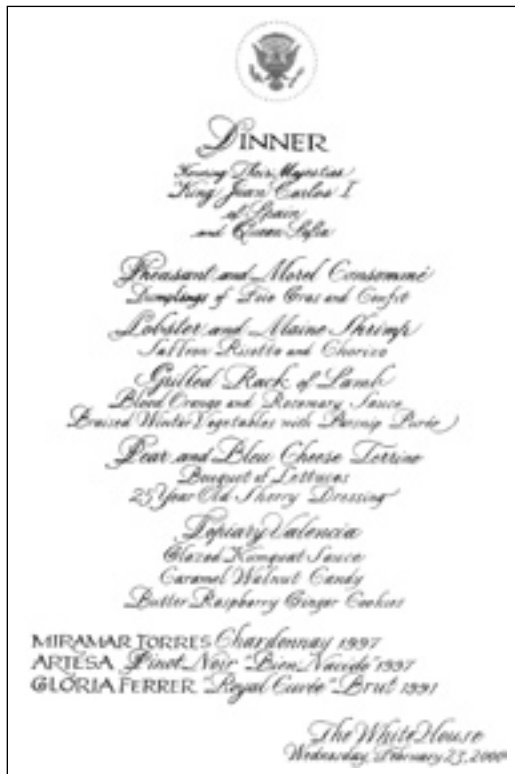 DINNER
Honoring Their Majesties
King Juan Carlos I
of Spain
and Queen Sofia
Pheasant and Morel Consommé
Dumplings of Foie Gras and Confit
Lobster and Maine Shrimp
Saffron Risotto and Chorizo
Grilled Rack of Lamb
Blood Orange and Rosemary Sauce
Braised Winter Vegetables with Parsnip Purée
Pear and Bleu Cheese Terrine
Bouquet of Lettuces
25 Year Old Sherry Dressing
Topiary Valencia
Glazed Kumquat Sauce
Caramel Walnut Candy
Butter Raspberry Ginger Cookies
MIRAMAR TORRES Chardonnay 1997
ARTESA Pinot Noir "Bien Nacido" 1997
GLORIA FERRER "Royal Cuvée" Brut 1991
The White House
Wednesday, February 23, 2000